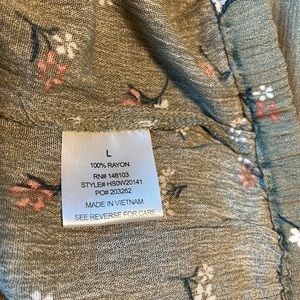 L
100% RAYON
RN# 146103
STYLE# HS0W20141
PO# 203262
MADE IN VIETNAM
SEE REVERSE FOR CARE